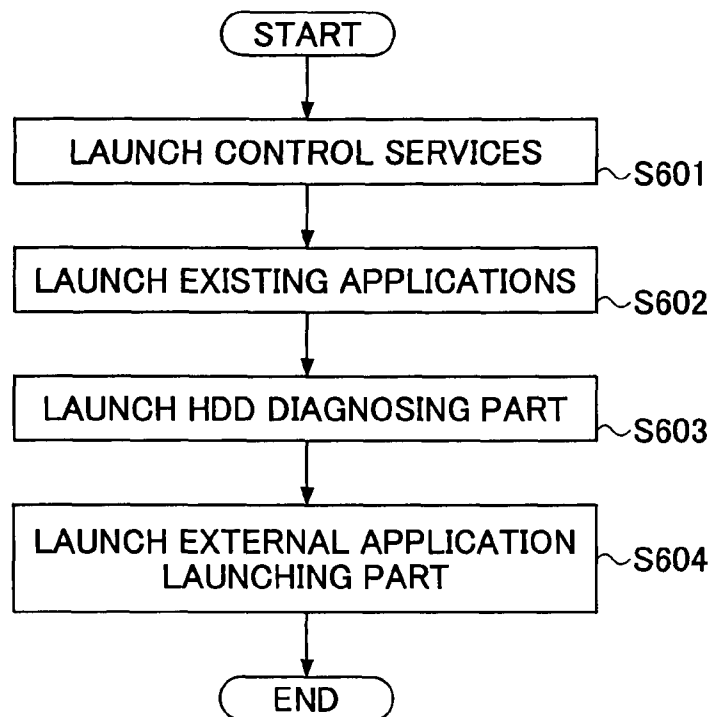 START
LAUNCH CONTROL SERVICES
S601
LAUNCH EXISTING APPLICATIONS
S602
LAUNCH HDD DIAGNOSING PART
S603
LAUNCH EXTERNAL APPLICATION
LAUNCHING PART
S604
END